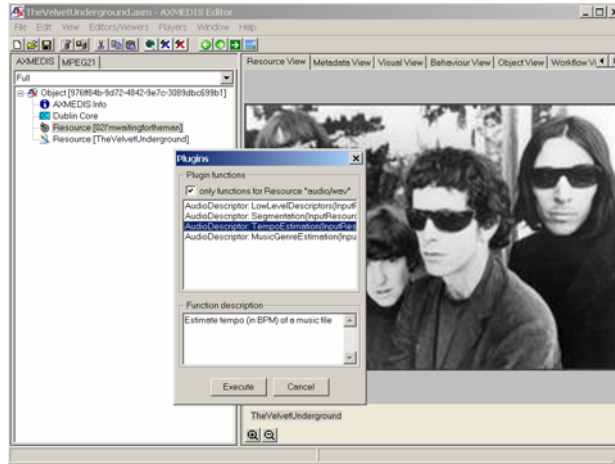 TheVelvetUnderground.axm - AXMEDIS Editor
File Edit View Editors/Viewers Players Window Help
AXMEDIS MPEG21
Resource View Metadata View Visual View Behaviour View Object View Workflow Vi
Full
Object [976ff84b-9d72-4842-9e7c-3089dbc699b1]
AXMEDIS Info
Dublin Core
Resource [02I'mwaitingfortheman]
Resource [TheVelvetUnderground]
Plugins
Plugin functions
only functions for Resource "audio/wav"
AudioDescriptor: LowLevelDescriptors(InputR
AudioDescriptor: Segmentation(InputResourc
AudioDescriptor: TempoEstimation(InputRes
AudioDescriptor: MusicGenreEstimation(Inpu
Function description
Estimate tempo (in BPM) of a music file
Execute Cancel
TheVelvetUnderground